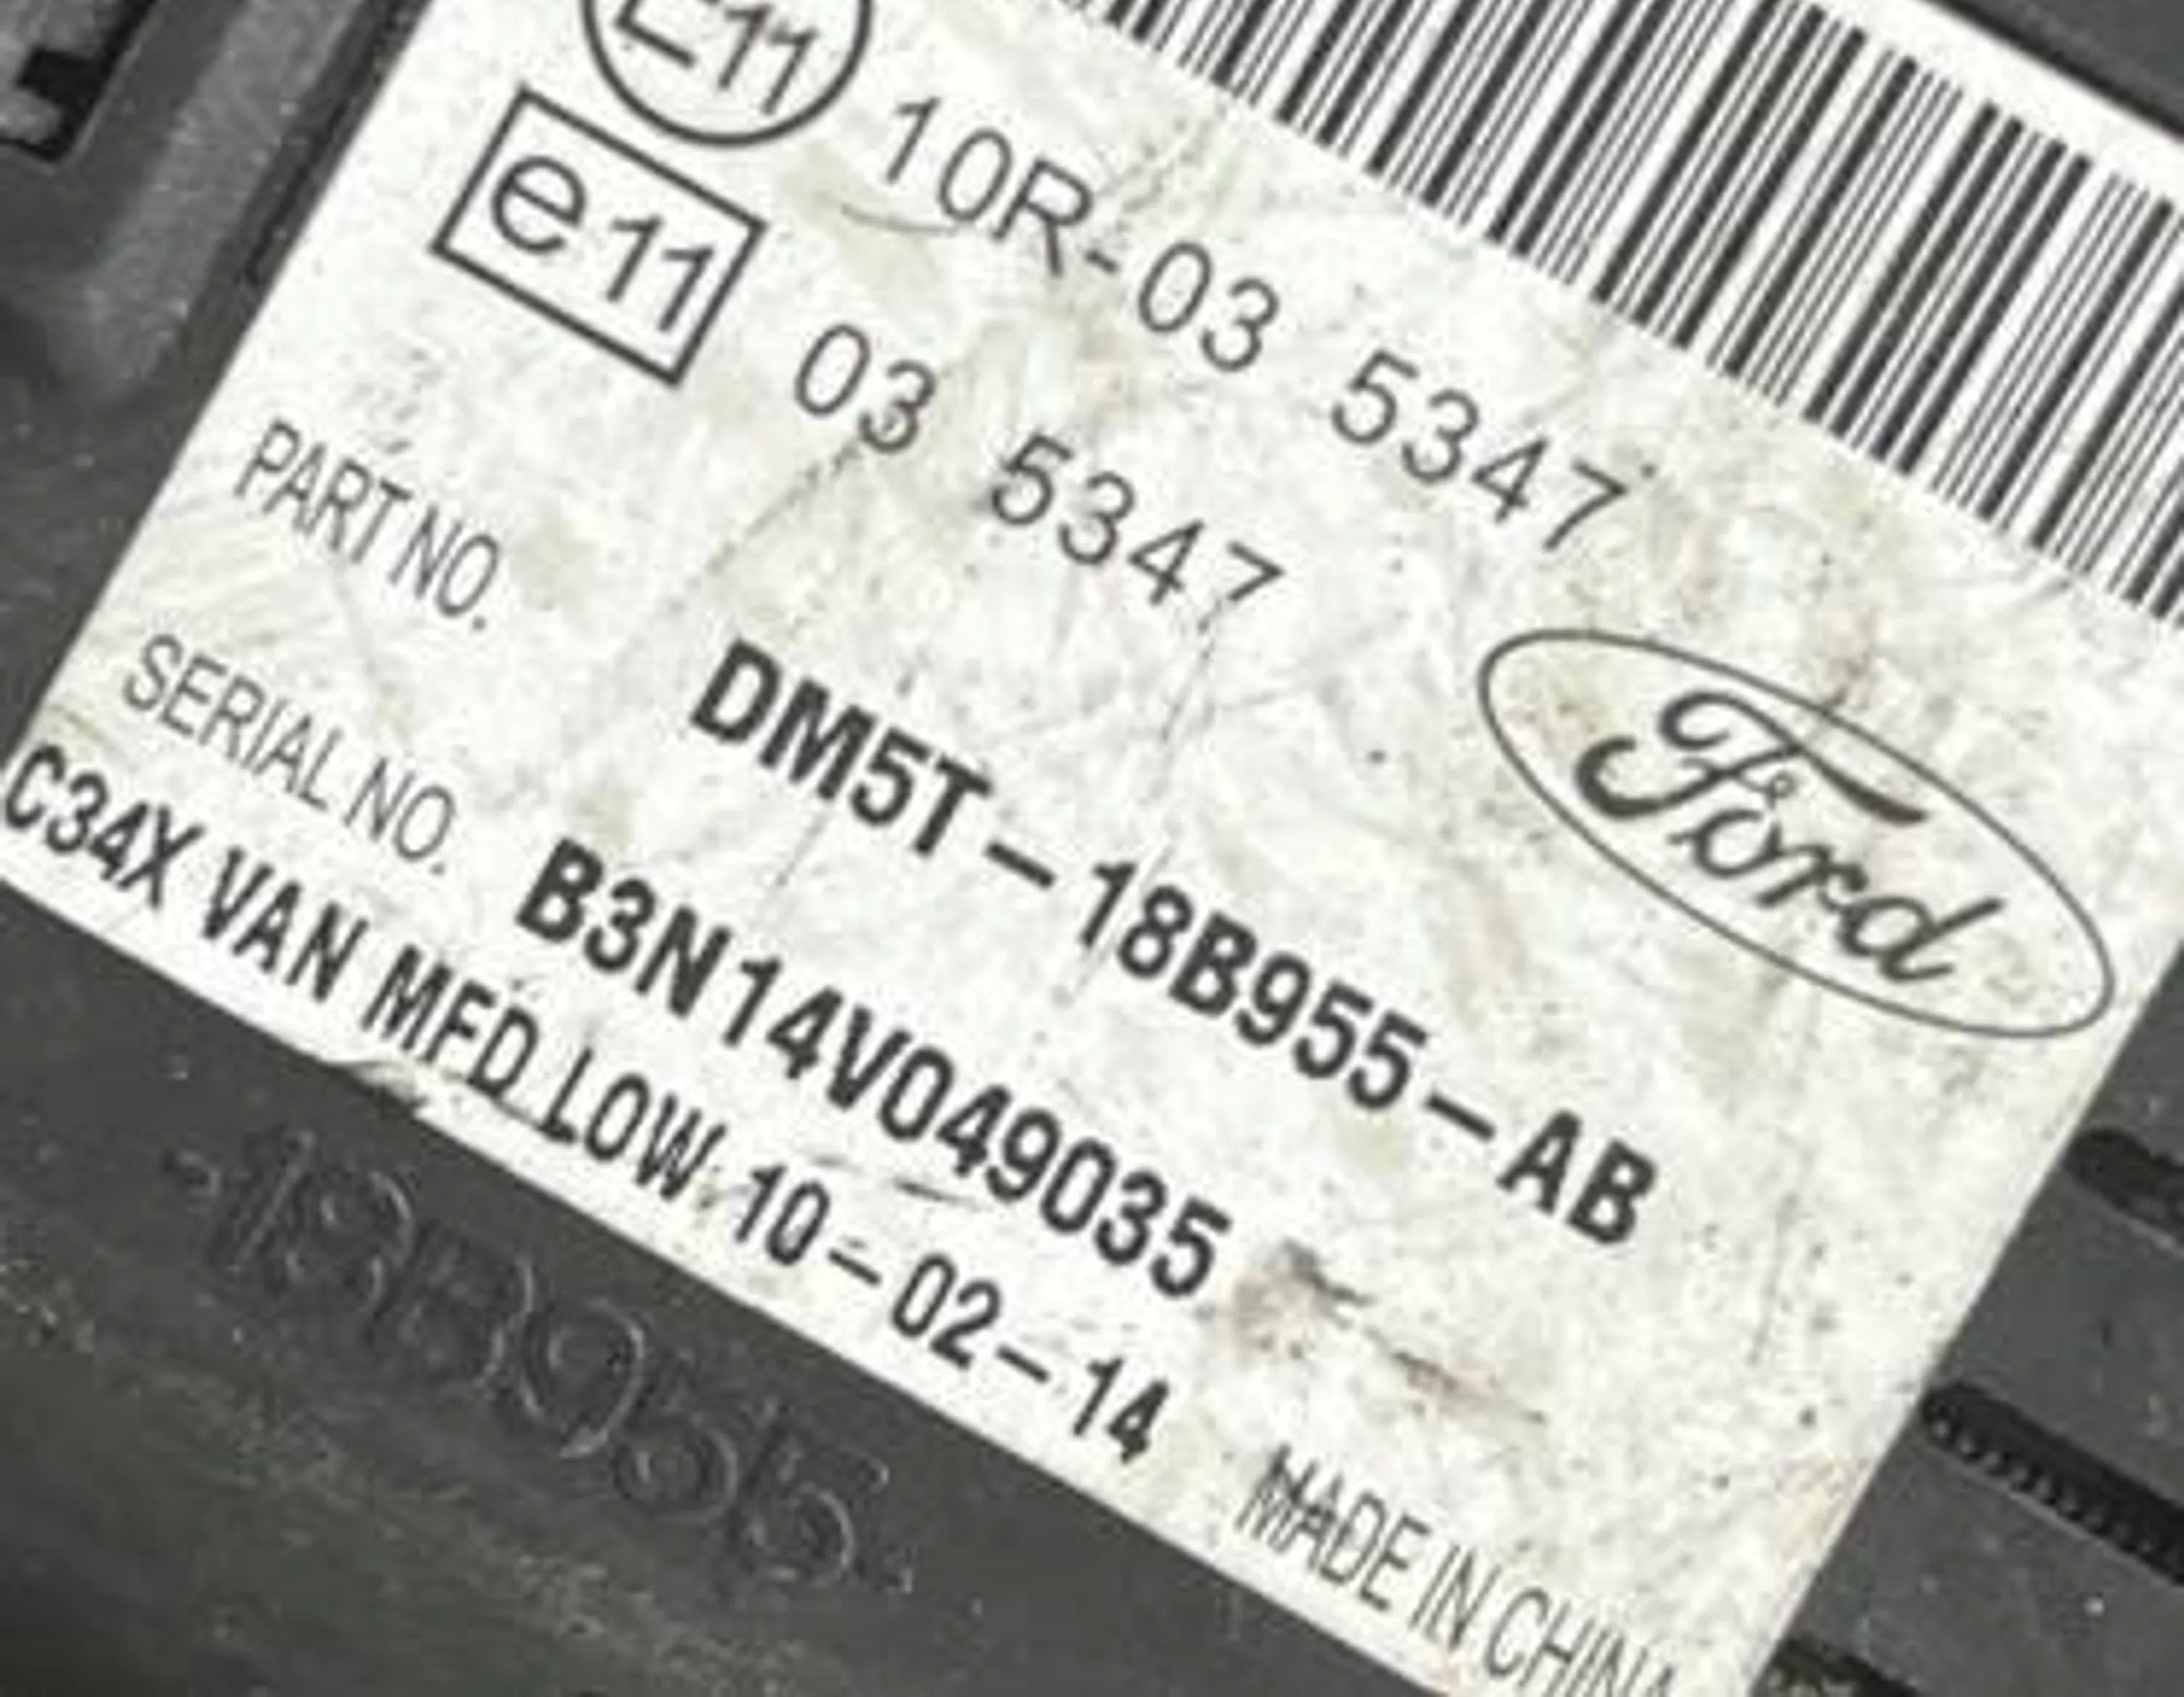 E11 10R-03 5347
e11 03 5347
PART NO. DM5T-18B955-AB
Ford
SERIAL NO. B3N14V049035
C34X VAN MFD LOW 10-02-14
MADE IN CHINA
-18B955-